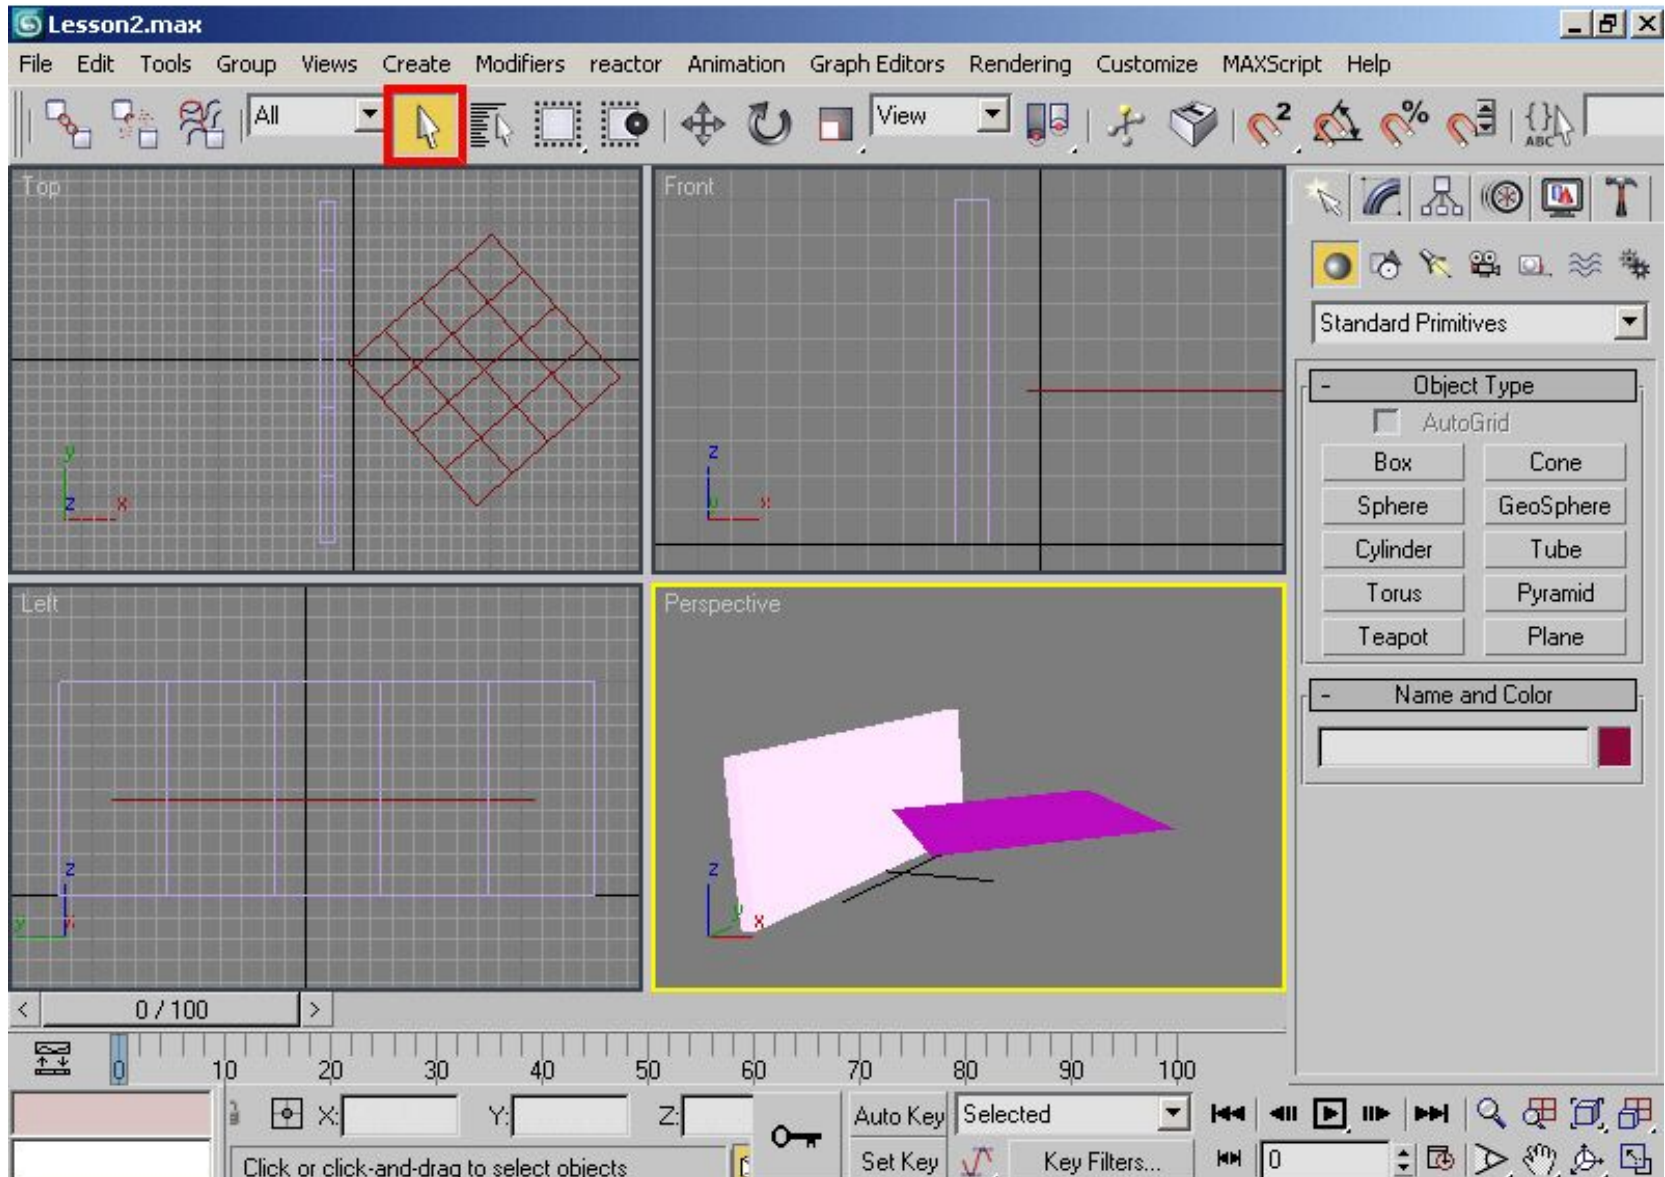 Lesson2.max
File Edit Tools Group Views Create Modifiers reactor Animation Graph Editors Rendering Customize MAXScript Help
All View 2 % {} ABC
Top
y
z x
Front
z
y x
Standard Primitives
- Object Type
AutoGrid
Box Cone
Sphere GeoSphere
Cylinder Tube
Torus Pyramid
Teapot Plane
Left
z
y x
Perspective
z
y x
- Name and Color
< 0 / 100 >
0 10 20 30 40 50 60 70 80 90 100
X: Y: Z: Auto Key Selected
Click or click-and-drag to select objects Set Key Key Filters... 0